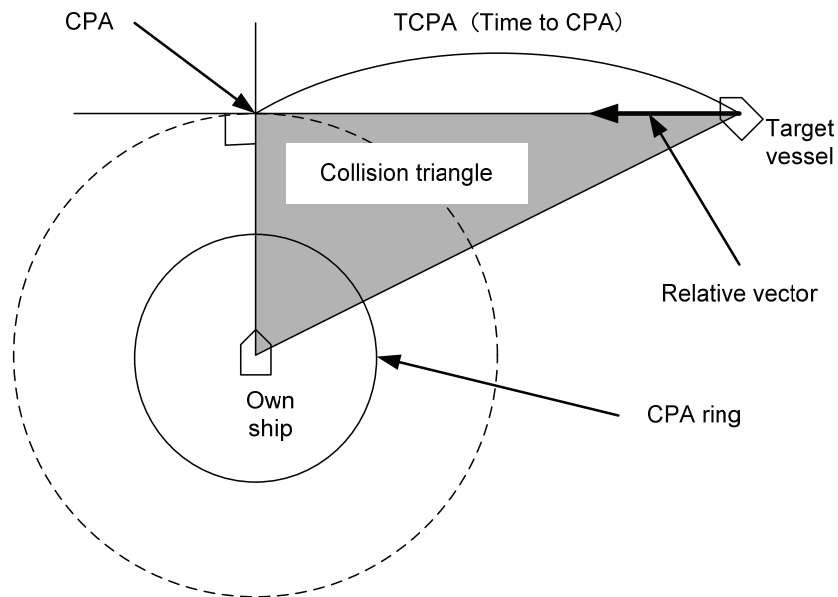 CPA
TCPA（Time to CPA）
Target
vessel
Collision triangle
Relative vector
Own
ship
CPA ring